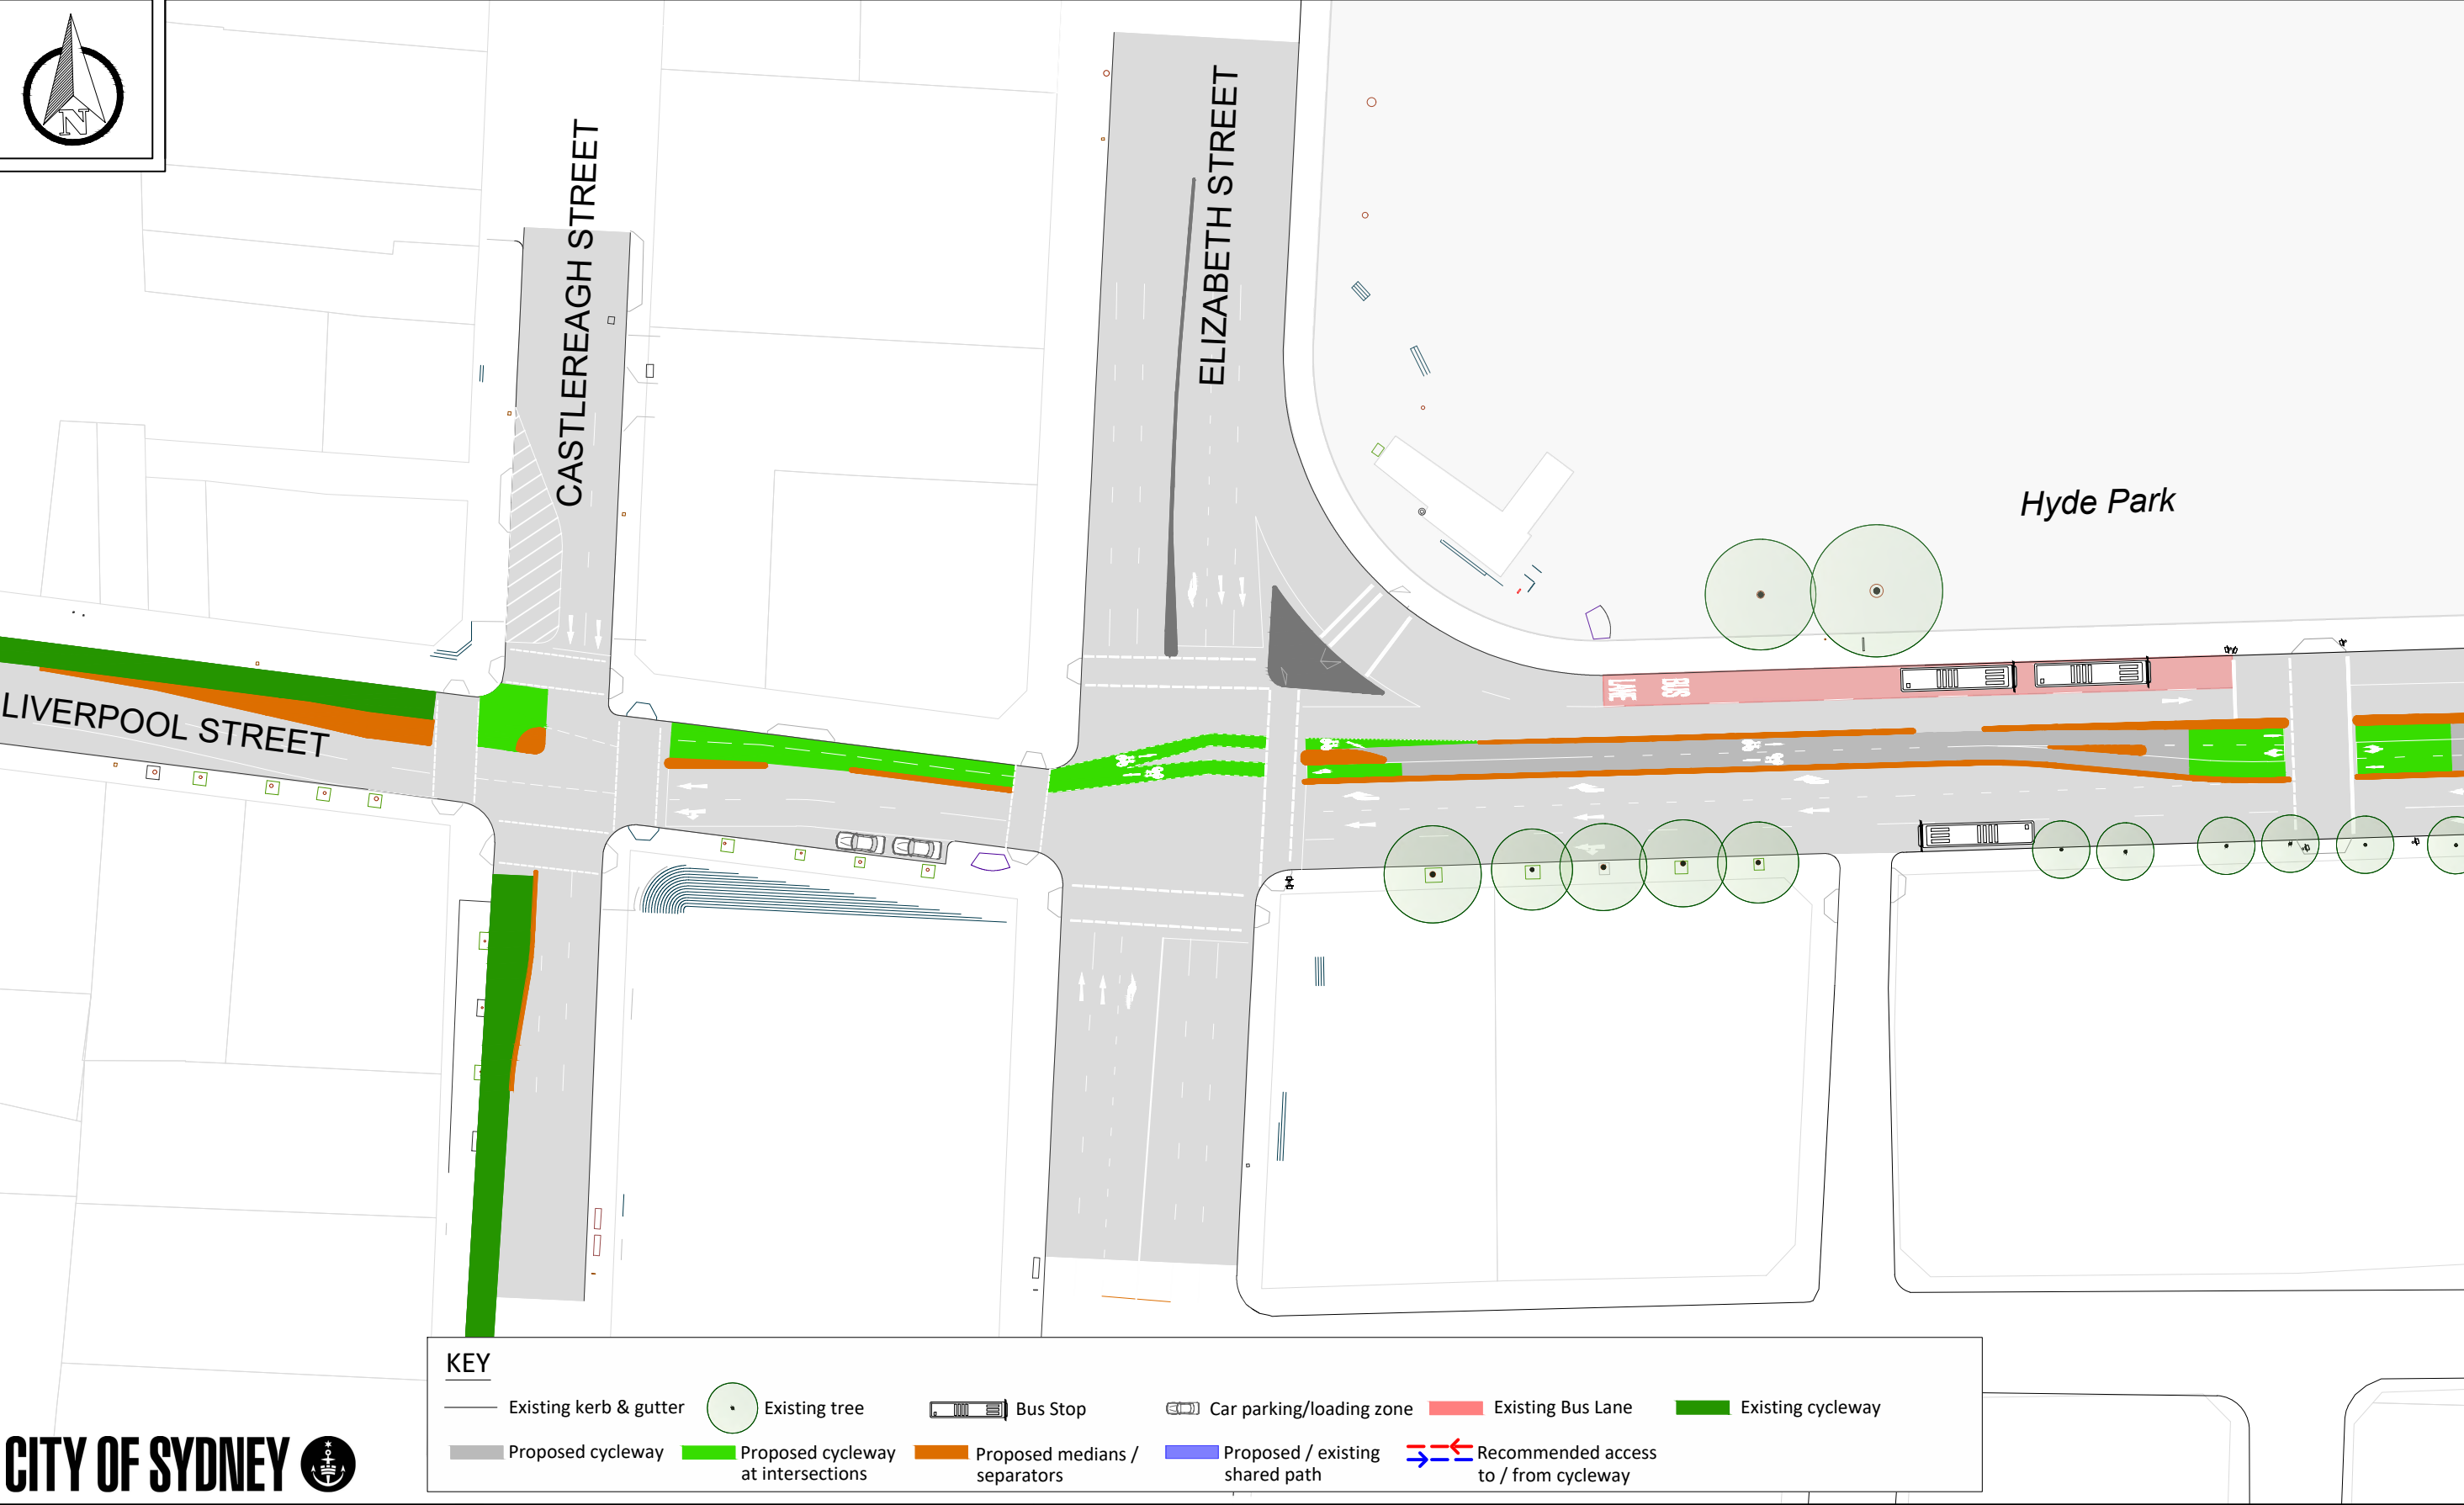 N
CASTLEREAGH STREET
ELIZABETH STREET
Hyde Park
LANE BUS
LIVERPOOL STREET
KEY
Existing kerb & gutter
Existing tree
Bus Stop
Car parking/loading zone
Existing Bus Lane
Existing cycleway
Proposed cycleway
Proposed cycleway
at intersections
Proposed medians /
separators
Proposed / existing
shared path
Recommended access
to / from cycleway
CITY OF SYDNEY